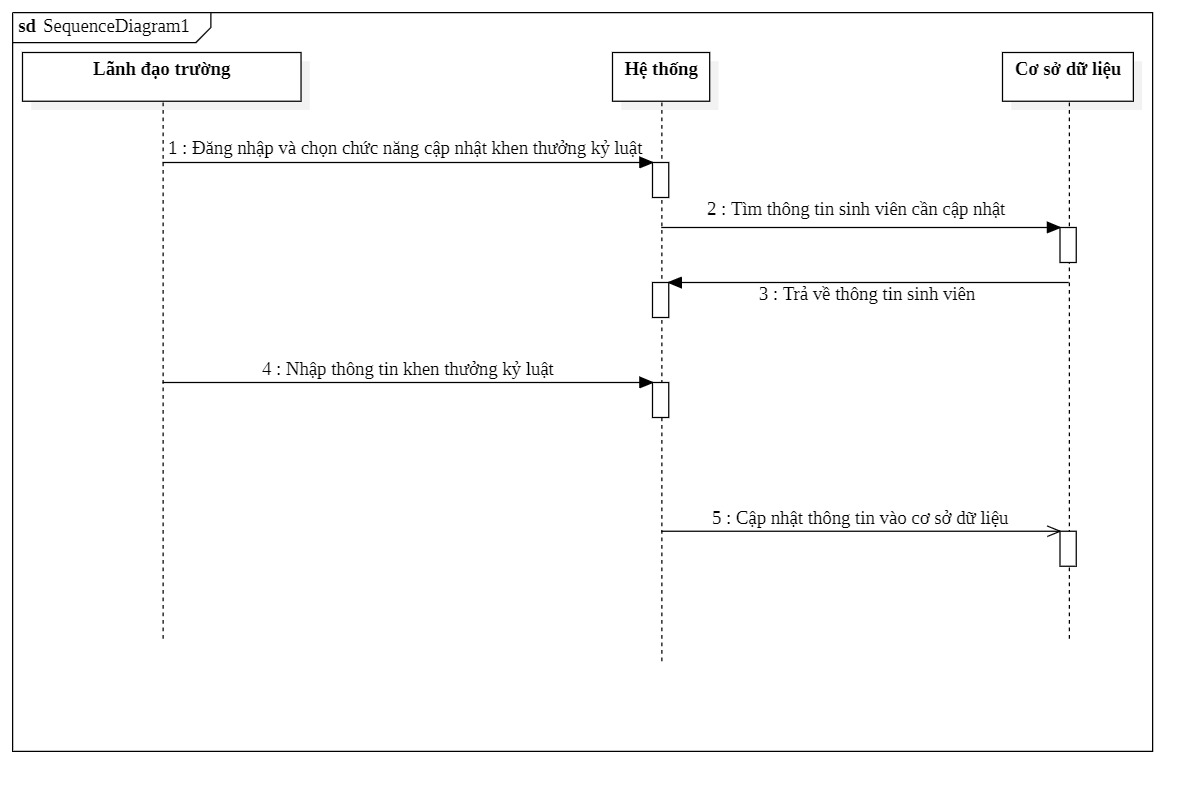 sd SequenceDiagram1
Lãnh đạo trường
Hệ thống
Cơ sở dữ liệu
1 : Đăng nhập và chọn chức năng cập nhật khen thưởng kỷ luật
2 : Tìm thông tin sinh viên cần cập nhật
3 : Trả về thông tin sinh viên
4 : Nhập thông tin khen thưởng kỷ luật
5 : Cập nhật thông tin vào cơ sở dữ liệu